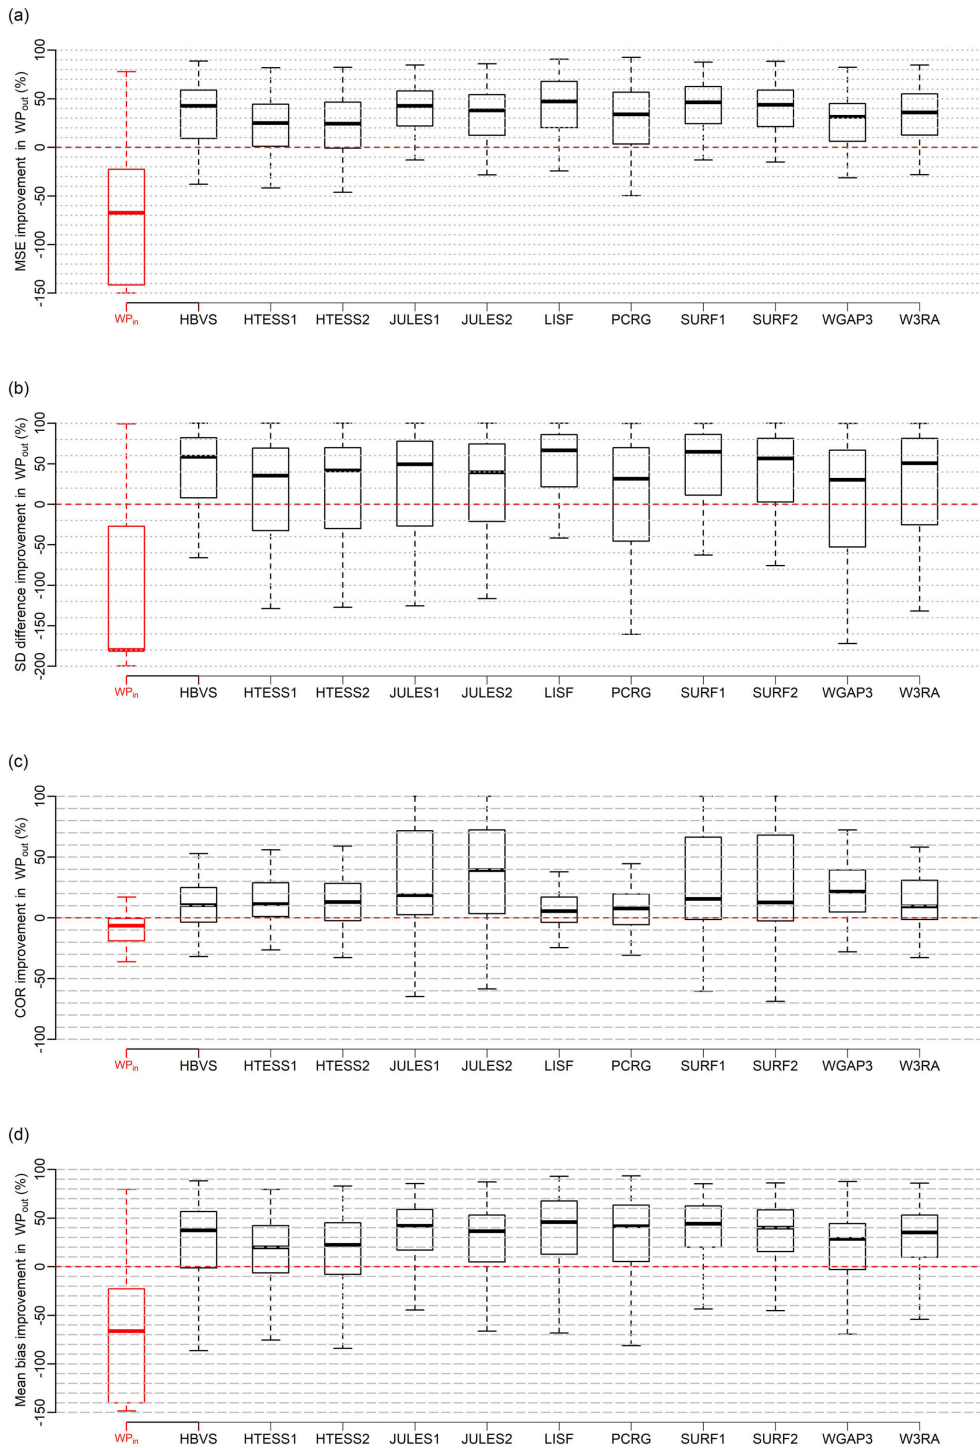 (a)
MSE improvement in WPout (%)
100
50
0
-50
-100
-150
WPin HBVS HTESS1 HTESS2 JULES1 JULES2 LISF PCRG SURF1 SURF2 WGAP3 W3RA
(b)
SD difference improvement in WPout (%)
100
50
0
-50
-100
-150
-200
WPin HBVS HTESS1 HTESS2 JULES1 JULES2 LISF PCRG SURF1 SURF2 WGAP3 W3RA
(c)
COR improvement in WPout (%)
100
50
0
-50
-100
WPin HBVS HTESS1 HTESS2 JULES1 JULES2 LISF PCRG SURF1 SURF2 WGAP3 W3RA
(d)
Mean bias improvement in WPout (%)
100
50
0
-50
-100
-150
WPin HBVS HTESS1 HTESS2 JULES1 JULES2 LISF PCRG SURF1 SURF2 WGAP3 W3RA